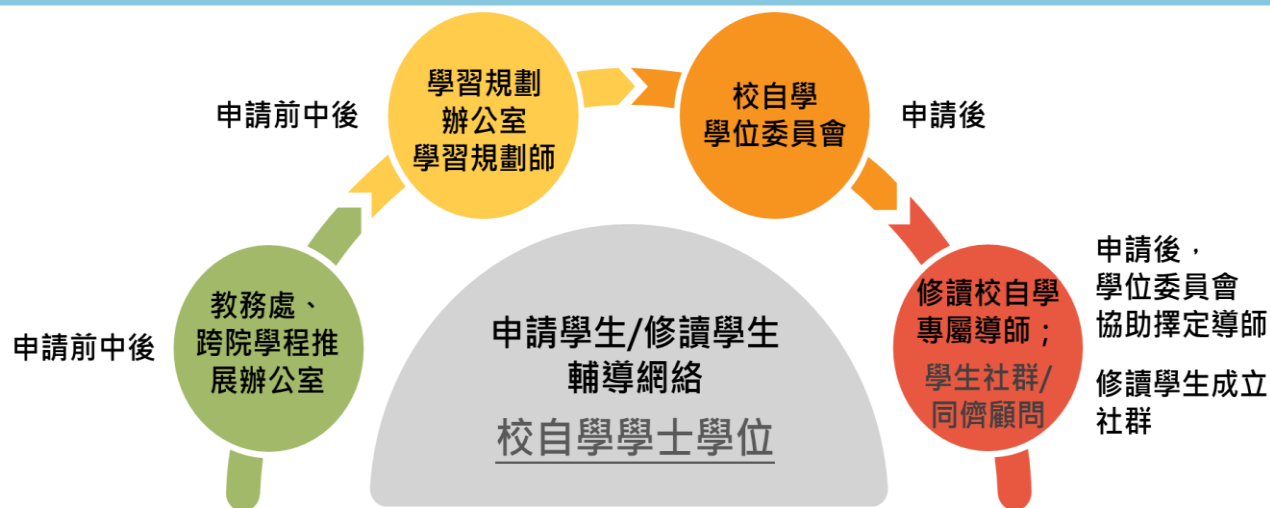 申請前中後
教務處、
跨院學程推
展辦公室
申請前中後
學習規劃
辦公室
學習規劃師
校自學
學位委員會
申請後
修讀校自學
專屬導師；
學生社群/
同儕顧問
申請後，
學位委員會
協助擇定導師
修讀學生成立
社群
申請學生/修讀學生
輔導網絡
校自學學士學位